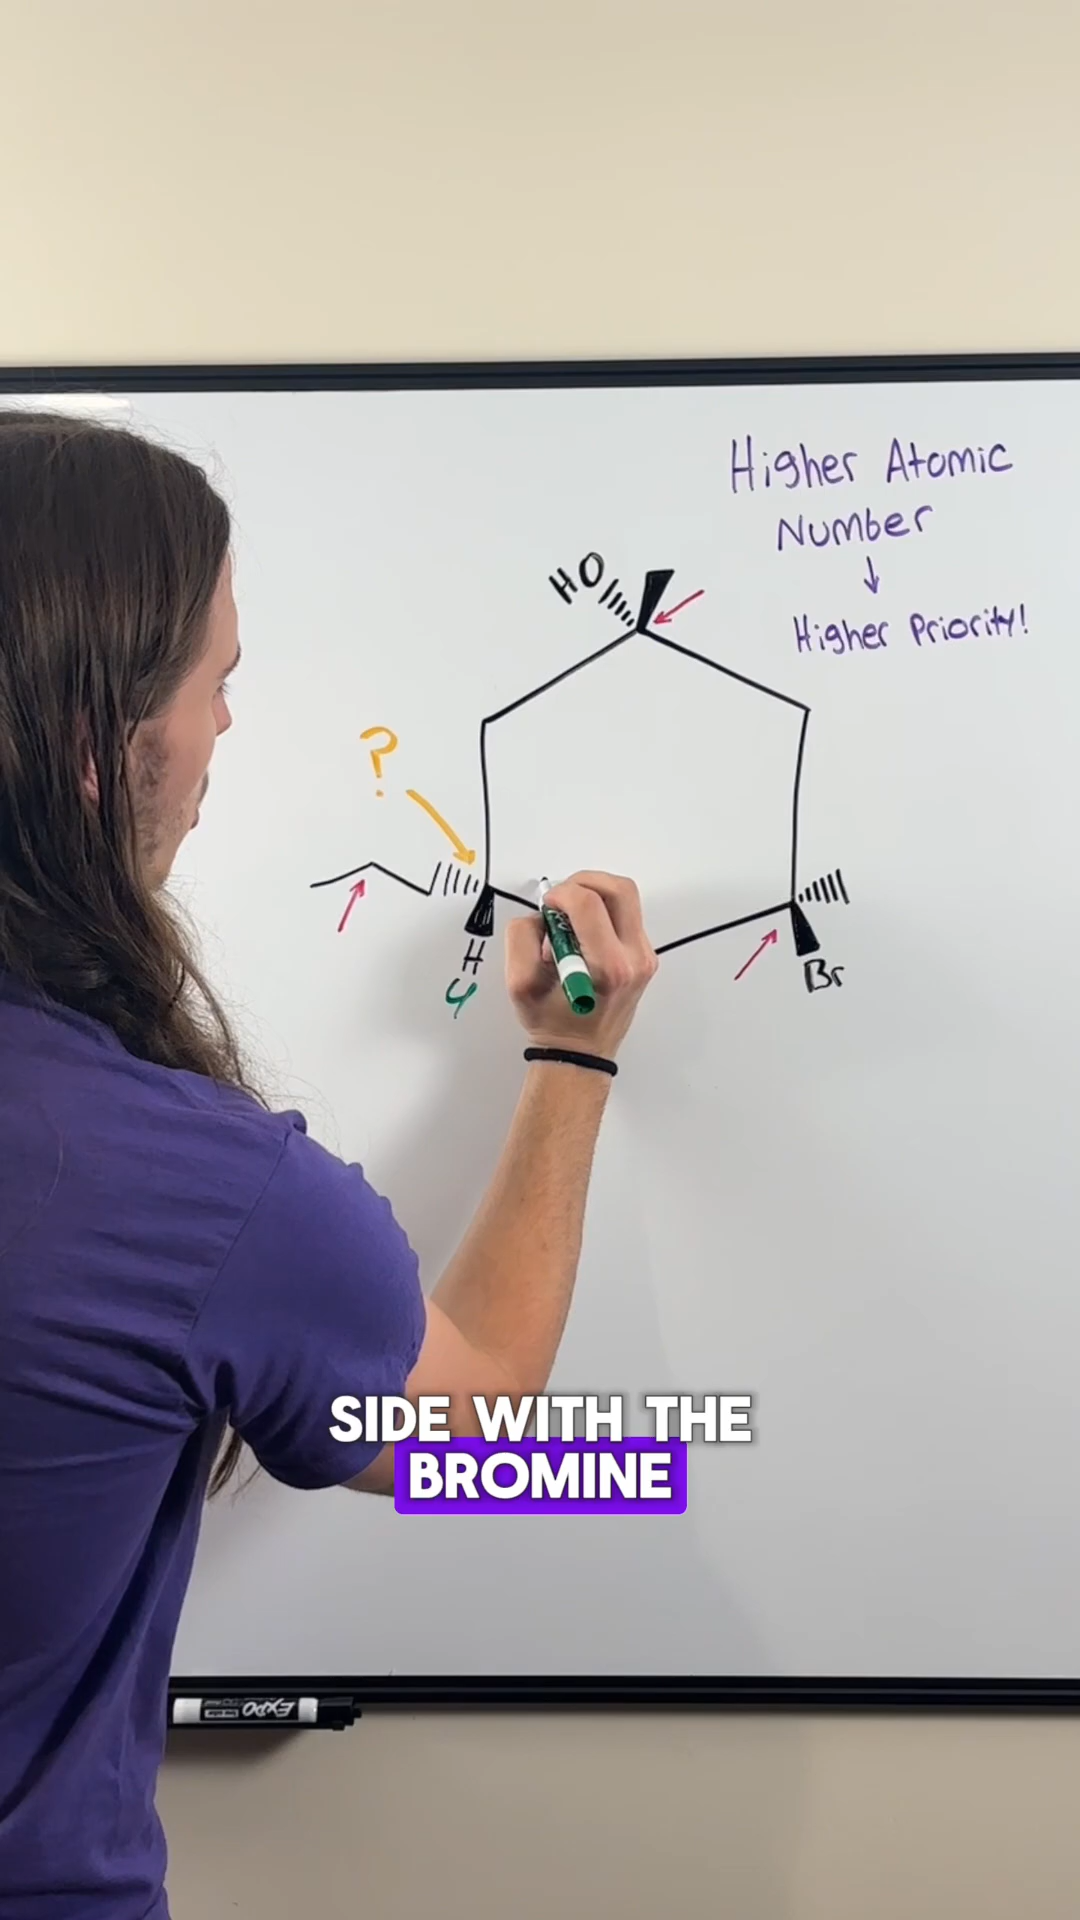 Higher Atomic
Number
↓
Higher Priority!
HO
?
H
4
Br
SIDE WITH THE
BROMINE
EXPO